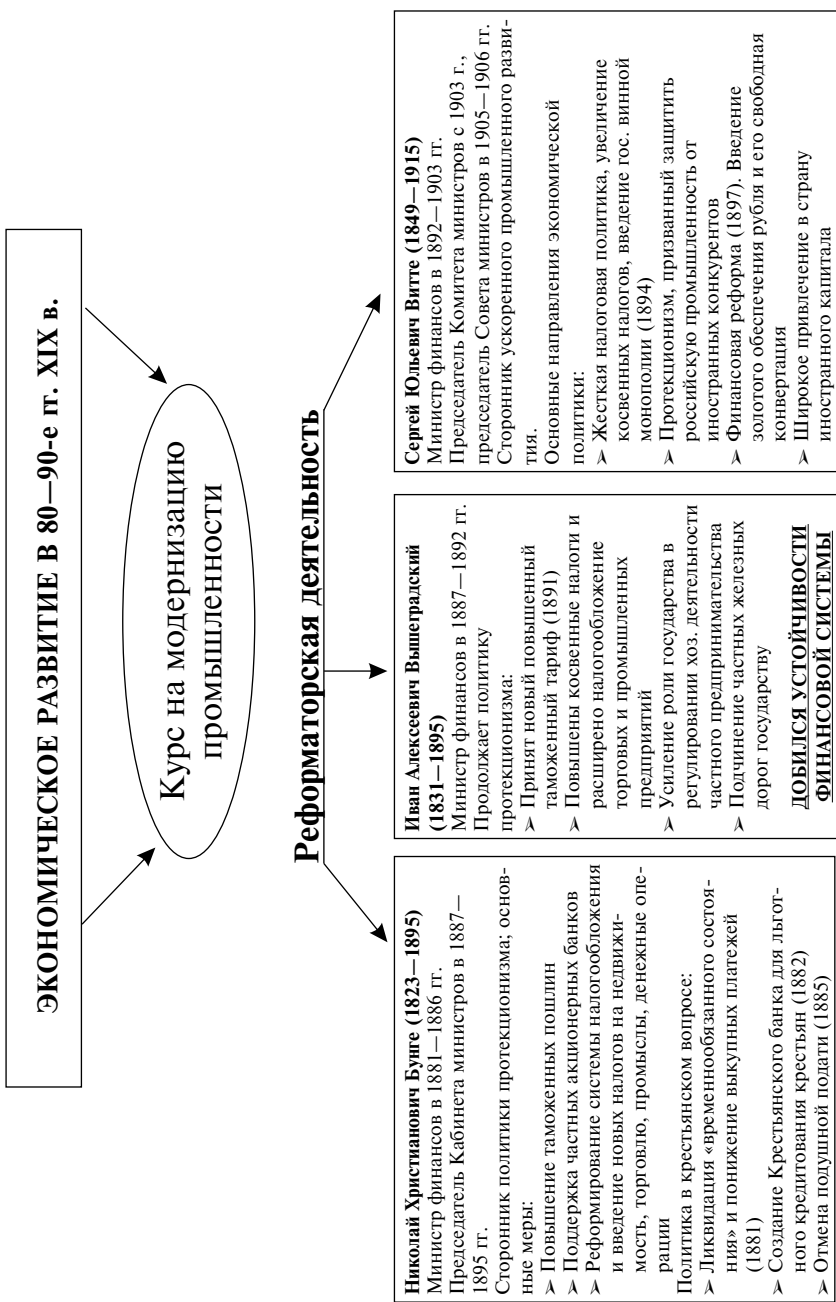 ЭКОНОМИЧЕСКОЕ РАЗВИТИЕ В 80—90-е гг. XIX в.
Курс на модернизацию
промышленности
Реформаторская деятельность
Николай Христианович Бунге (1823—1895)
Министр финансов в 1881—1886 гг.
Председатель Кабинета министров в 1887—
1895 гг.
Сторонник политики протекционизма; основ-
ные меры:
➢ Повышение таможенных пошлин
➢ Поддержка частных акционерных банков
➢ Реформирование системы налогообложения
и введение новых налогов на недвижи-
мость, торговлю, промыслы, денежные опе-
рации
Политика в крестьянском вопросе:
➢ Ликвидация «временнообязанного состоя-
ния» и понижение выкупных платежей
(1881)
➢ Создание Крестьянского банка для льгот-
ного кредитования крестьян (1882)
➢ Отмена подушной подати (1885)
Иван Алексеевич Вышеградский
(1831—1895)
Министр финансов в 1887—1892 гг.
Продолжает политику
протекционизма:
➢ Принят новый повышенный
таможенный тариф (1891)
➢ Повышены косвенные налоги и
расширено налогообложение
торговых и промышленных
предприятий
➢ Усиление роли государства в
регулировании хоз. деятельности
частного предпринимательства
➢ Подчинение частных железных
дорог государству
ДОБИЛСЯ УСТОЙЧИВОСТИ
ФИНАНСОВОЙ СИСТЕМЫ
Сергей Юльевич Витте (1849—1915)
Министр финансов в 1892—1903 гг.
Председатель Комитета министров с 1903 г.,
председатель Совета министров в 1905—1906 гг.
Сторонник ускоренного промышленного разви-
тия.
Основные направления экономической
политики:
➢ Жесткая налоговая политика, увеличение
косвенных налогов, введение гос. винной
монополии (1894)
➢ Протекционизм, призванный защитить
российскую промышленность от
иностранных конкурентов
➢ Финансовая реформа (1897). Введение
золотого обеспечения рубля и его свободная
конвертация
➢ Широкое привлечение в страну
иностранного капитала